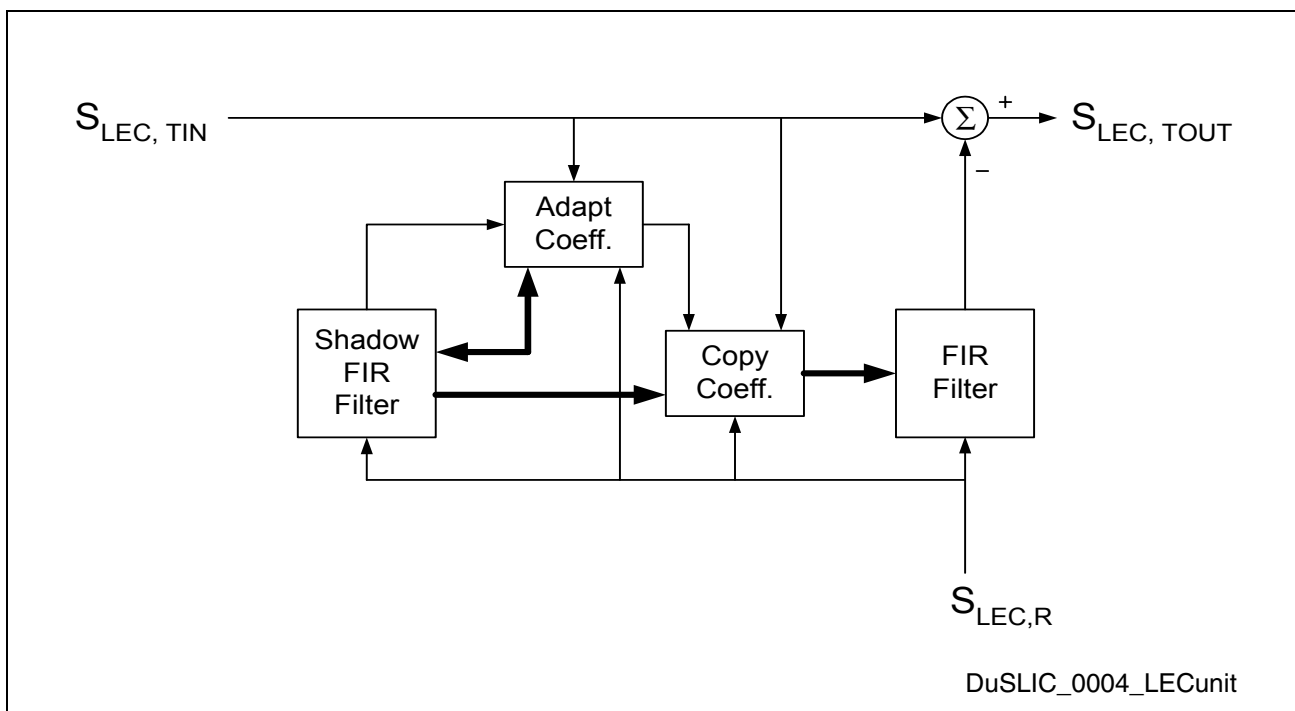 S_LEC, TIN
Σ
+
S_LEC, TOUT
–
Adapt
Coeff.
Shadow
FIR
Filter
Copy
Coeff.
FIR
Filter
S_LEC,R
DuSLIC_0004_LECunit